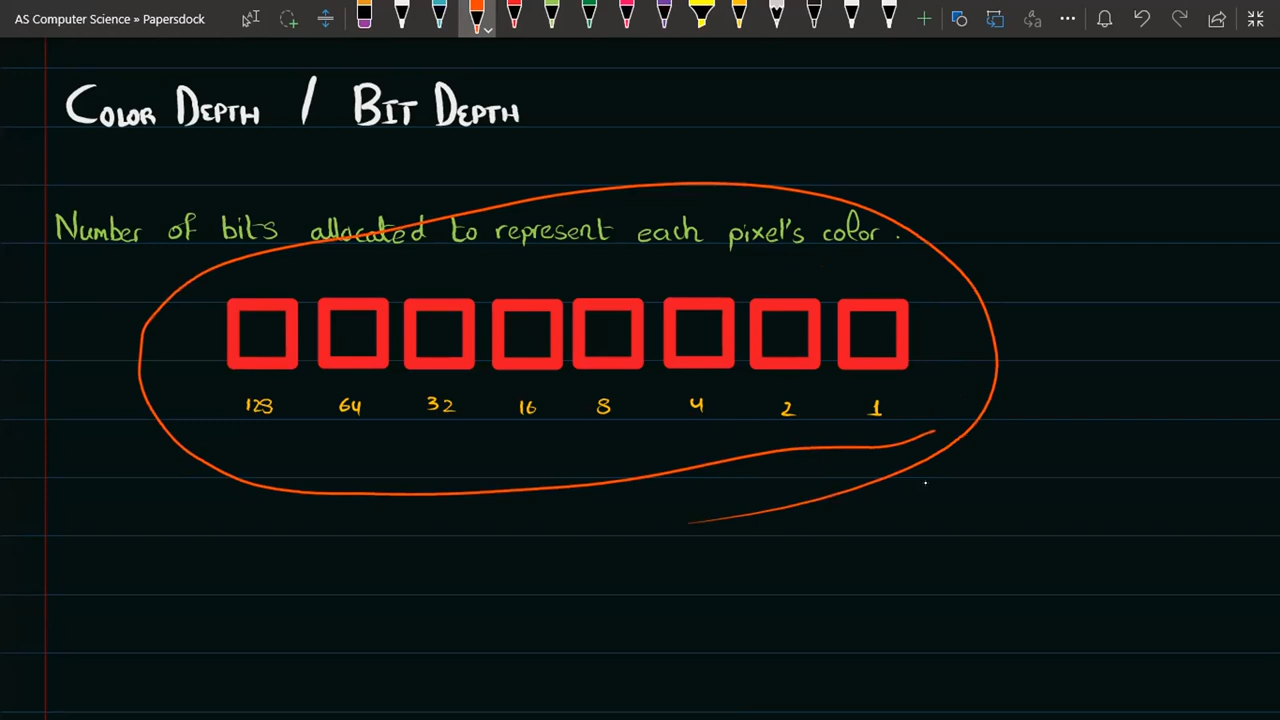 AS Computer Science » Papersdock
COLOR DEPTH / BIT DEPTH
Number of bits allocated to represent each pixel's color.
128 64 32 16 8 4 2 1